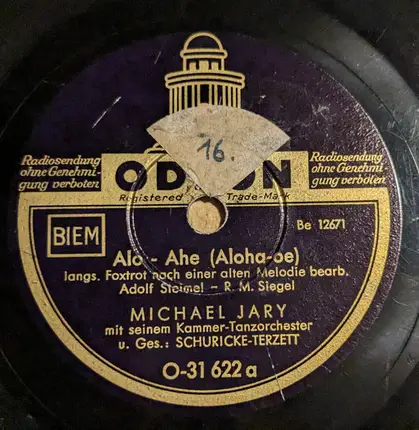 16.
Radiosendung
ohne Genehmi-
gung verboten
ODEON
Registered Trade-Mark
Radiosendung
ohne Genehmi-
gung verboten
BIEM
Be 12671
Alo - Ahe (Aloha-oe)
langs. Foxtrot nach einer alten Melodie bearb.
Adolf Steimel - R. M. Siegel
MICHAEL JARY
mit seinem Kammer-Tanzorchester
u. Ges.: SCHURICKE-TERZETT
O-31 622 a